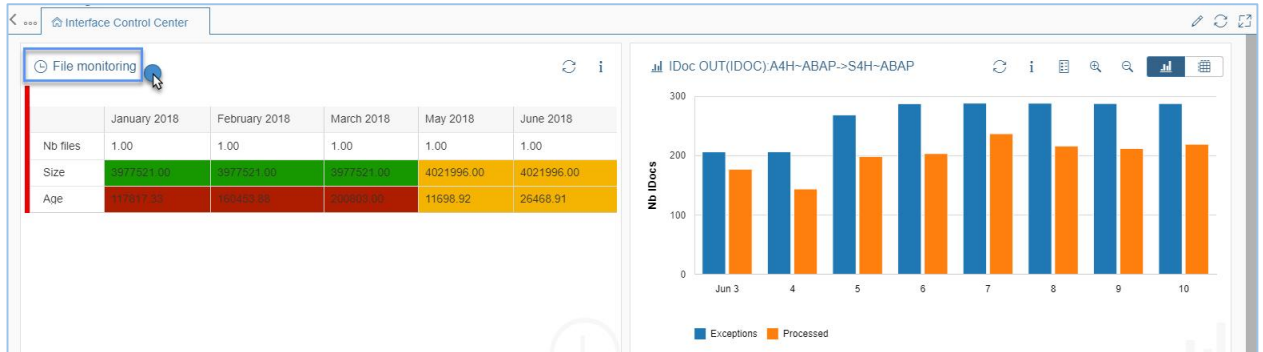 Interface Control Center
File monitoring
January 2018 February 2018 March 2018 May 2018 June 2018
Nb files 1.00 1.00 1.00 1.00 1.00
Size 3977521.00 3977521.00 3977521.00 4021996.00 4021996.00
Age 11698.92 26468.91
IDoc OUT(IDOC):A4H~ABAP->S4H~ABAP
300
200
100
0
Nb IDocs
Jun 3 4 5 6 7 8 9 10
Exceptions Processed